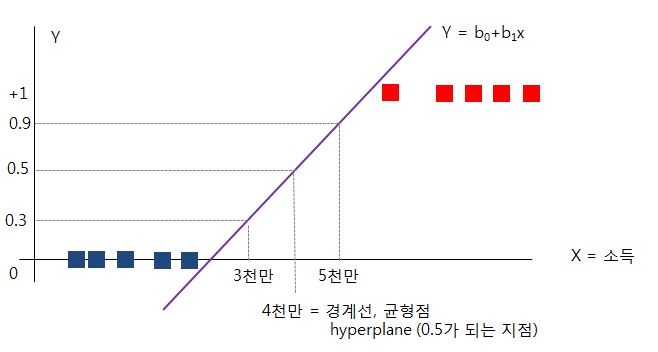 Y
Y = b₀+b₁x
+1
0.9
0.5
0.3
0
3천만
5천만
X = 소득
4천만 = 경계선, 균형점
hyperplane (0.5가 되는 지점)